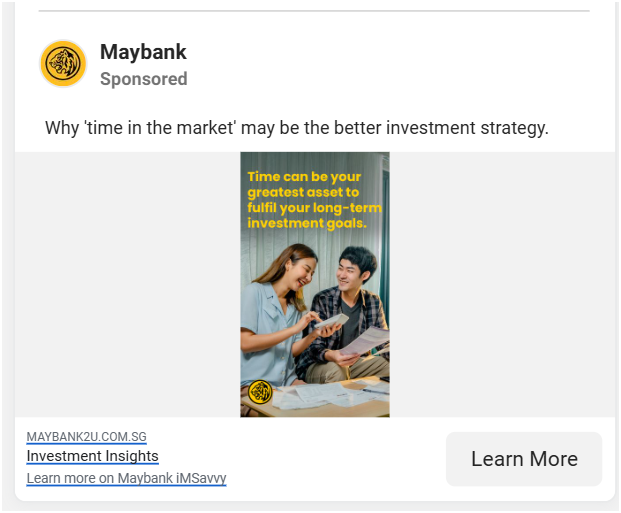 Maybank
Sponsored
Why 'time in the market' may be the better investment strategy.
Time can be your
greatest asset to
fulfil your long-term
investment goals.
MAYBANK2U.COM.SG
Investment Insights
Learn more on Maybank iMSavvy
Learn More